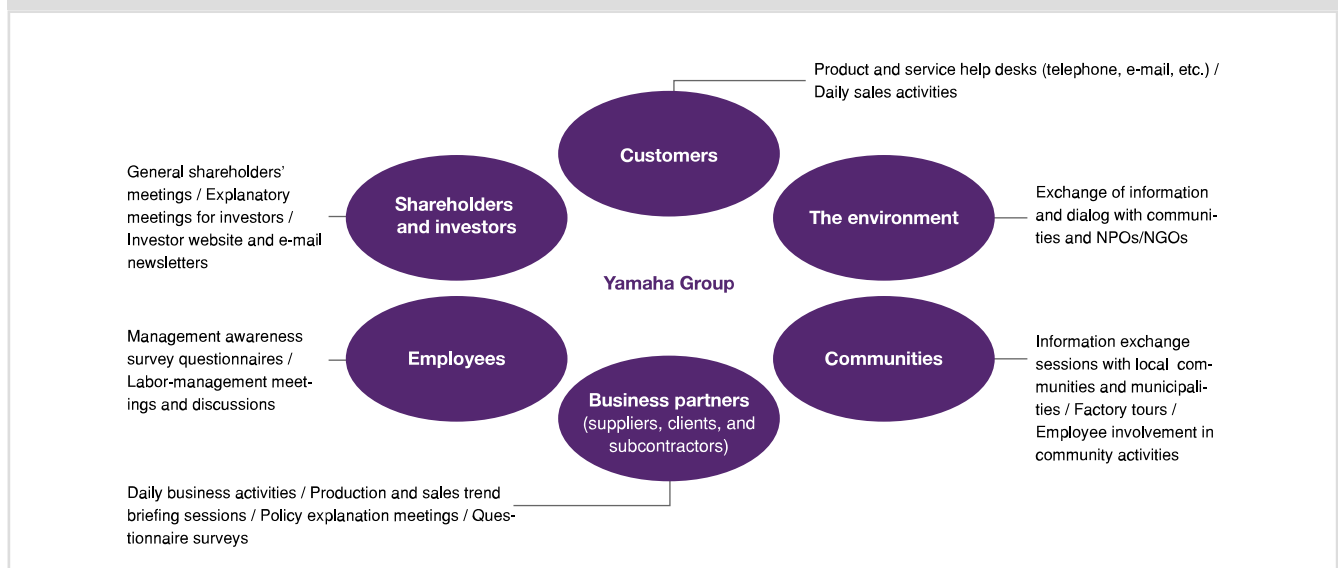 Product and service help desks (telephone, e-mail, etc.) /
Daily sales activities
Customers
General shareholders'
meetings / Explanatory
meetings for investors /
Investor website and e-mail
newsletters
Shareholders
and investors
The environment
Exchange of information
and dialog with communi-
ties and NPOs/NGOs
Yamaha Group
Management awareness
survey questionnaires /
Labor-management meet-
ings and discussions
Employees
Communities
Information exchange
sessions with local com-
munities and municipali-
ties / Factory tours /
Employee involvement in
community activities
Business partners
(suppliers, clients, and
subcontractors)
Daily business activities / Production and sales trend
briefing sessions / Policy explanation meetings / Ques-
tionnaire surveys